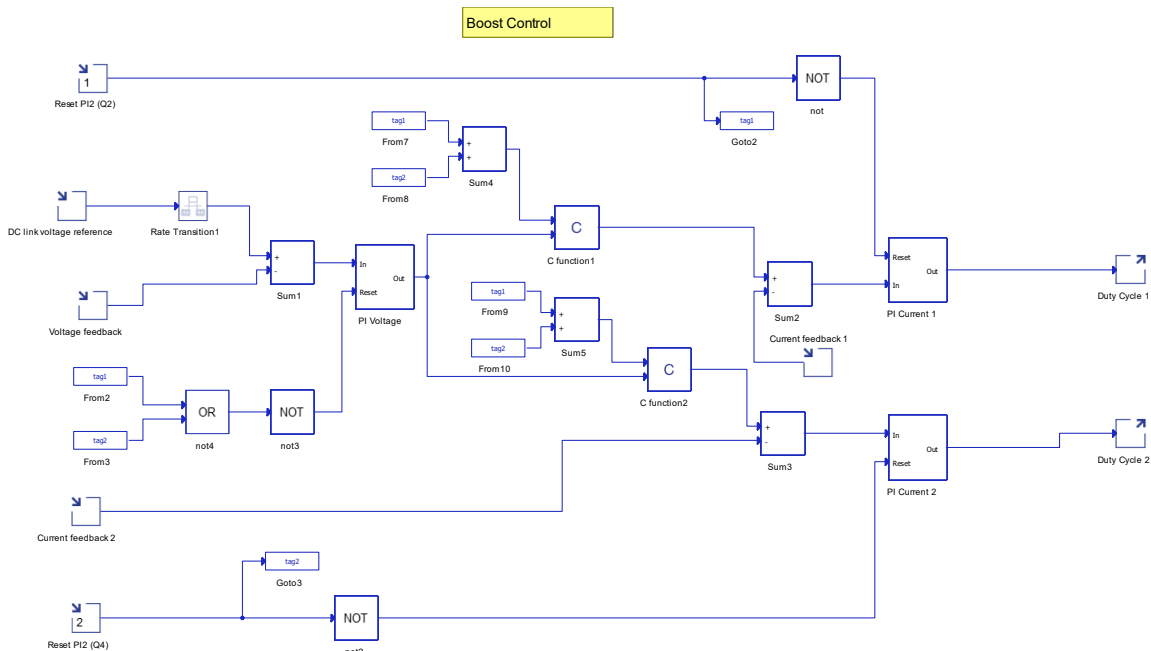 Boost Control
1
Reset PI2 (Q2)
NOT
not
tag1
Goto2
tag1
From7
tag2
From8
+
+
Sum4
DC link voltage reference
Rate Transition1
C
C function1
+
-
Sum1
In
Out
Reset
PI Voltage
Voltage feedback
+
-
Sum2
Reset
Out
In
PI Current 1
Duty Cycle 1
tag1
From9
tag2
From10
+
+
Sum5
Current feedback 1
C
C function2
tag1
From2
tag2
From3
OR
not4
NOT
not3
+
-
Sum3
In
Out
Reset
PI Current 2
Duty Cycle 2
Current feedback 2
tag2
Goto3
2
Reset PI2 (Q4)
NOT